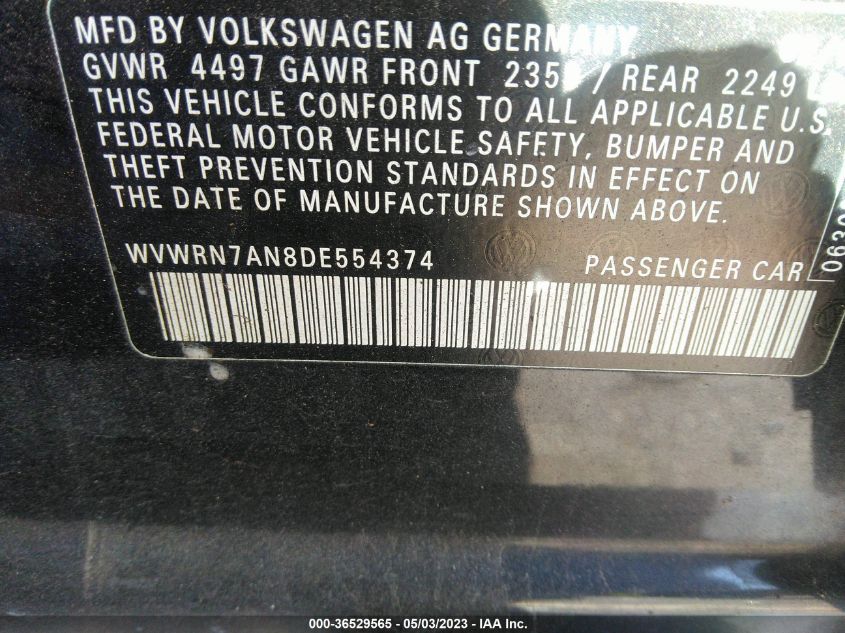 MFD BY VOLKSWAGEN AG GERMANY
GVWR 4497 GAWR FRONT / REAR 2249
THIS VEHICLE CONFORMS TO ALL APPLICABLE U.S.
FEDERAL MOTOR VEHICLE SAFETY, BUMPER AND
THEFT PREVENTION STANDARDS IN EFFECT ON
THE DATE OF MANUFACTURE SHOWN ABOVE.
WVWRN7AN8DE554374 PASSENGER CAR
000-36529565 - 05/03/2023 - IAA Inc.